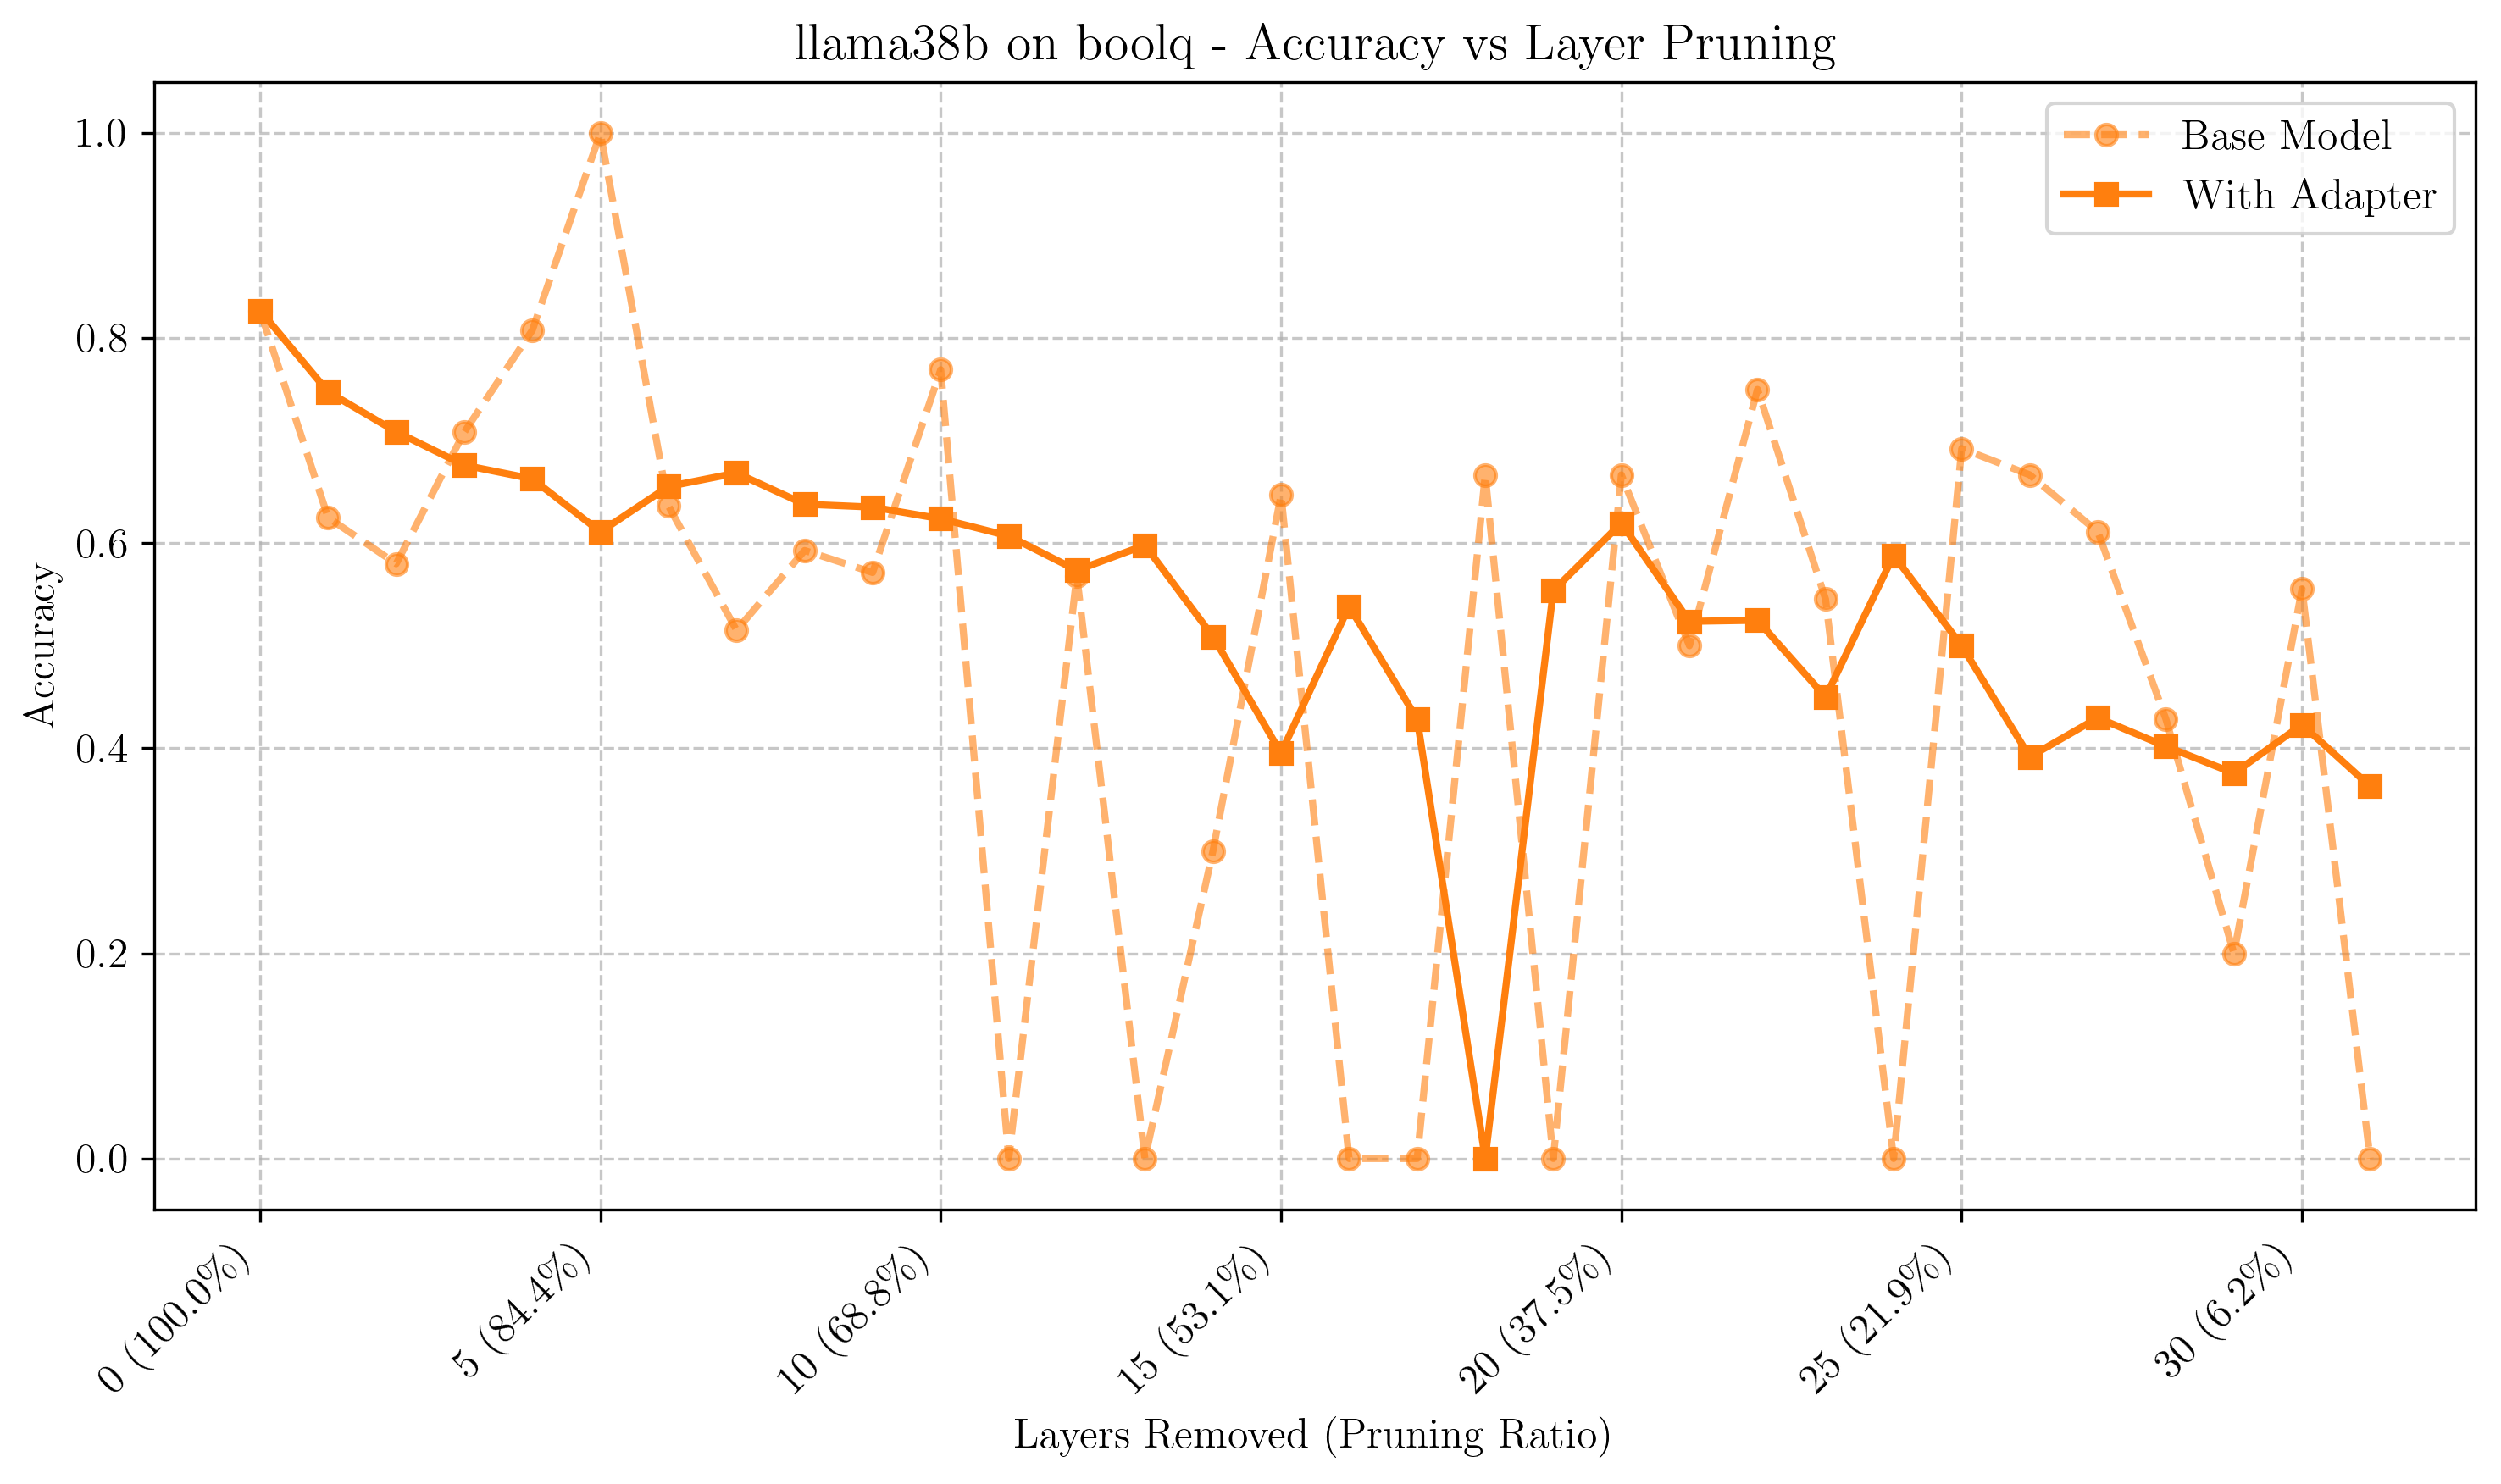 llama38b on boolq - Accuracy vs Layer Pruning
Base Model
With Adapter
Accuracy
1.0
0.8
0.6
0.4
0.2
0.0
0 (100.0%)
5 (84.4%)
10 (68.8%)
15 (53.1%)
20 (37.5%)
25 (21.9%)
30 (6.2%)
Layers Removed (Pruning Ratio)